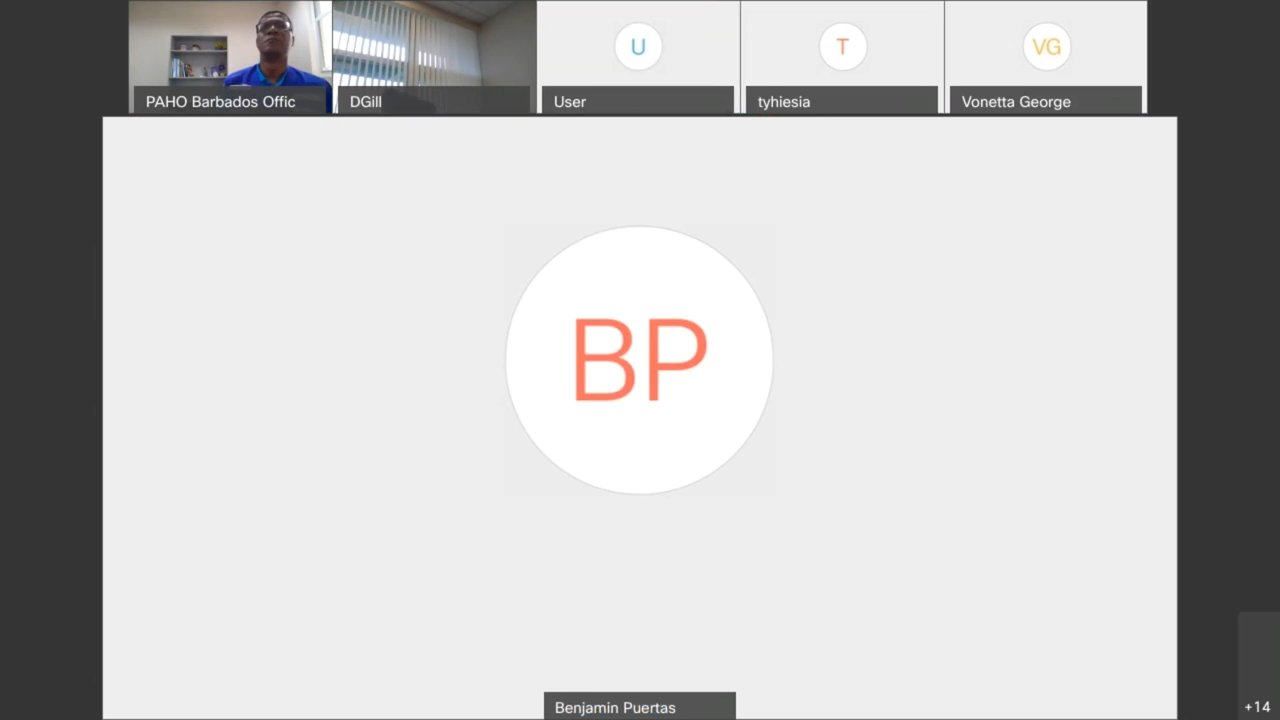 U
T
VG
PAHO Barbados Offic
DGill
User
tyhiesia
Vonetta George
BP
Benjamin Puertas
+14